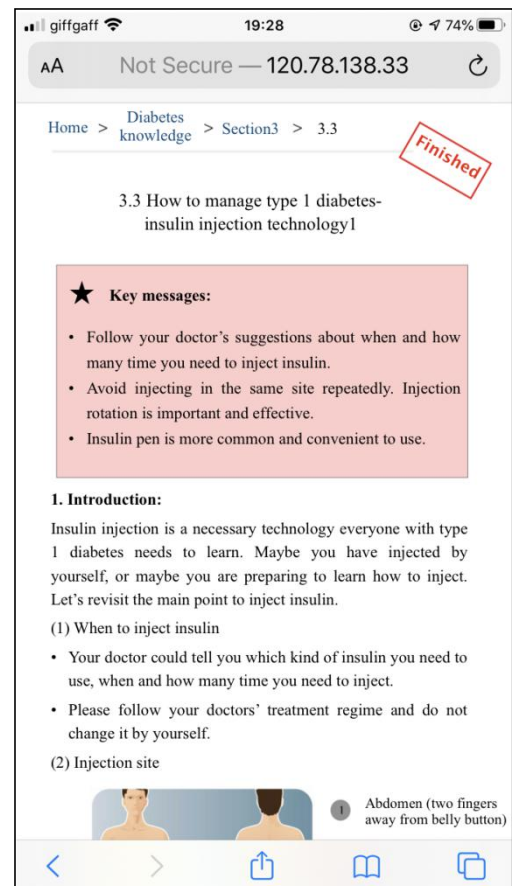 giffgaff 19:28 74%
AA Not Secure — 120.78.138.33
Home > Diabetes knowledge > Section3 > 3.3
Finished
3.3 How to manage type 1 diabetes-
insulin injection technology1
★ Key messages:
• Follow your doctor's suggestions about when and how
many time you need to inject insulin.
• Avoid injecting in the same site repeatedly. Injection
rotation is important and effective.
• Insulin pen is more common and convenient to use.
1. Introduction:
Insulin injection is a necessary technology everyone with type
1 diabetes needs to learn. Maybe you have injected by
yourself, or maybe you are preparing to learn how to inject.
Let's revisit the main point to inject insulin.
(1) When to inject insulin
• Your doctor could tell you which kind of insulin you need to
use, when and how many time you need to inject.
• Please follow your doctors' treatment regime and do not
change it by yourself.
(2) Injection site
1 Abdomen (two fingers
away from belly button)